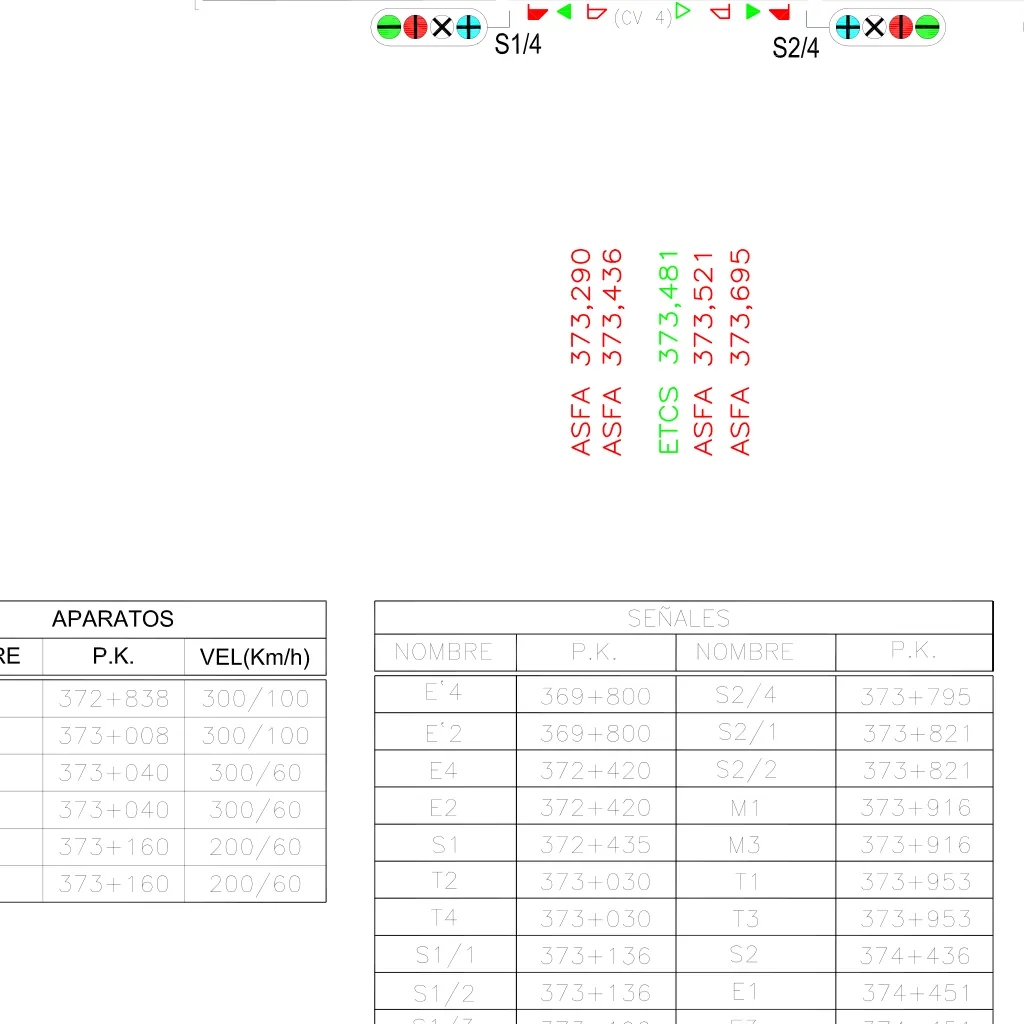 (CV 4)
S1/4
S2/4
ASFA 373,290
ASFA 373,436
ETCS 373,481
ASFA 373,521
ASFA 373,695
APARATOS
RE P.K. VEL(Km/h)
372+838 300/100
373+008 300/100
373+040 300/60
373+040 300/60
373+160 200/60
373+160 200/60
SEÑALES
NOMBRE P.K. NOMBRE P.K.
E'4 369+800 S2/4 373+795
E'2 369+800 S2/1 373+821
E4 372+420 S2/2 373+821
E2 372+420 M1 373+916
S1 372+435 M3 373+916
T2 373+030 T1 373+953
T4 373+030 T3 373+953
S1/1 373+136 S2 374+436
S1/2 373+136 E1 374+451